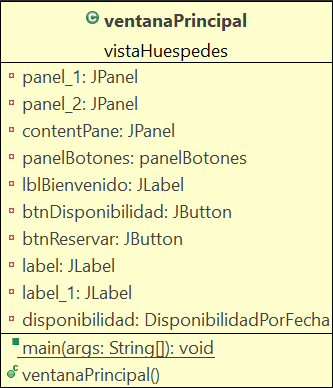 ventanaPrincipal
vistaHuespedes
panel_1: JPanel
panel_2: JPanel
contentPane: JPanel
panelBotones: panelBotones
lblBienvenido: JLabel
btnDisponibilidad: JButton
btnReservar: JButton
label: JLabel
label_1: JLabel
disponibilidad: DisponibilidadPorFecha
main(args: String[]): void
ventanaPrincipal()